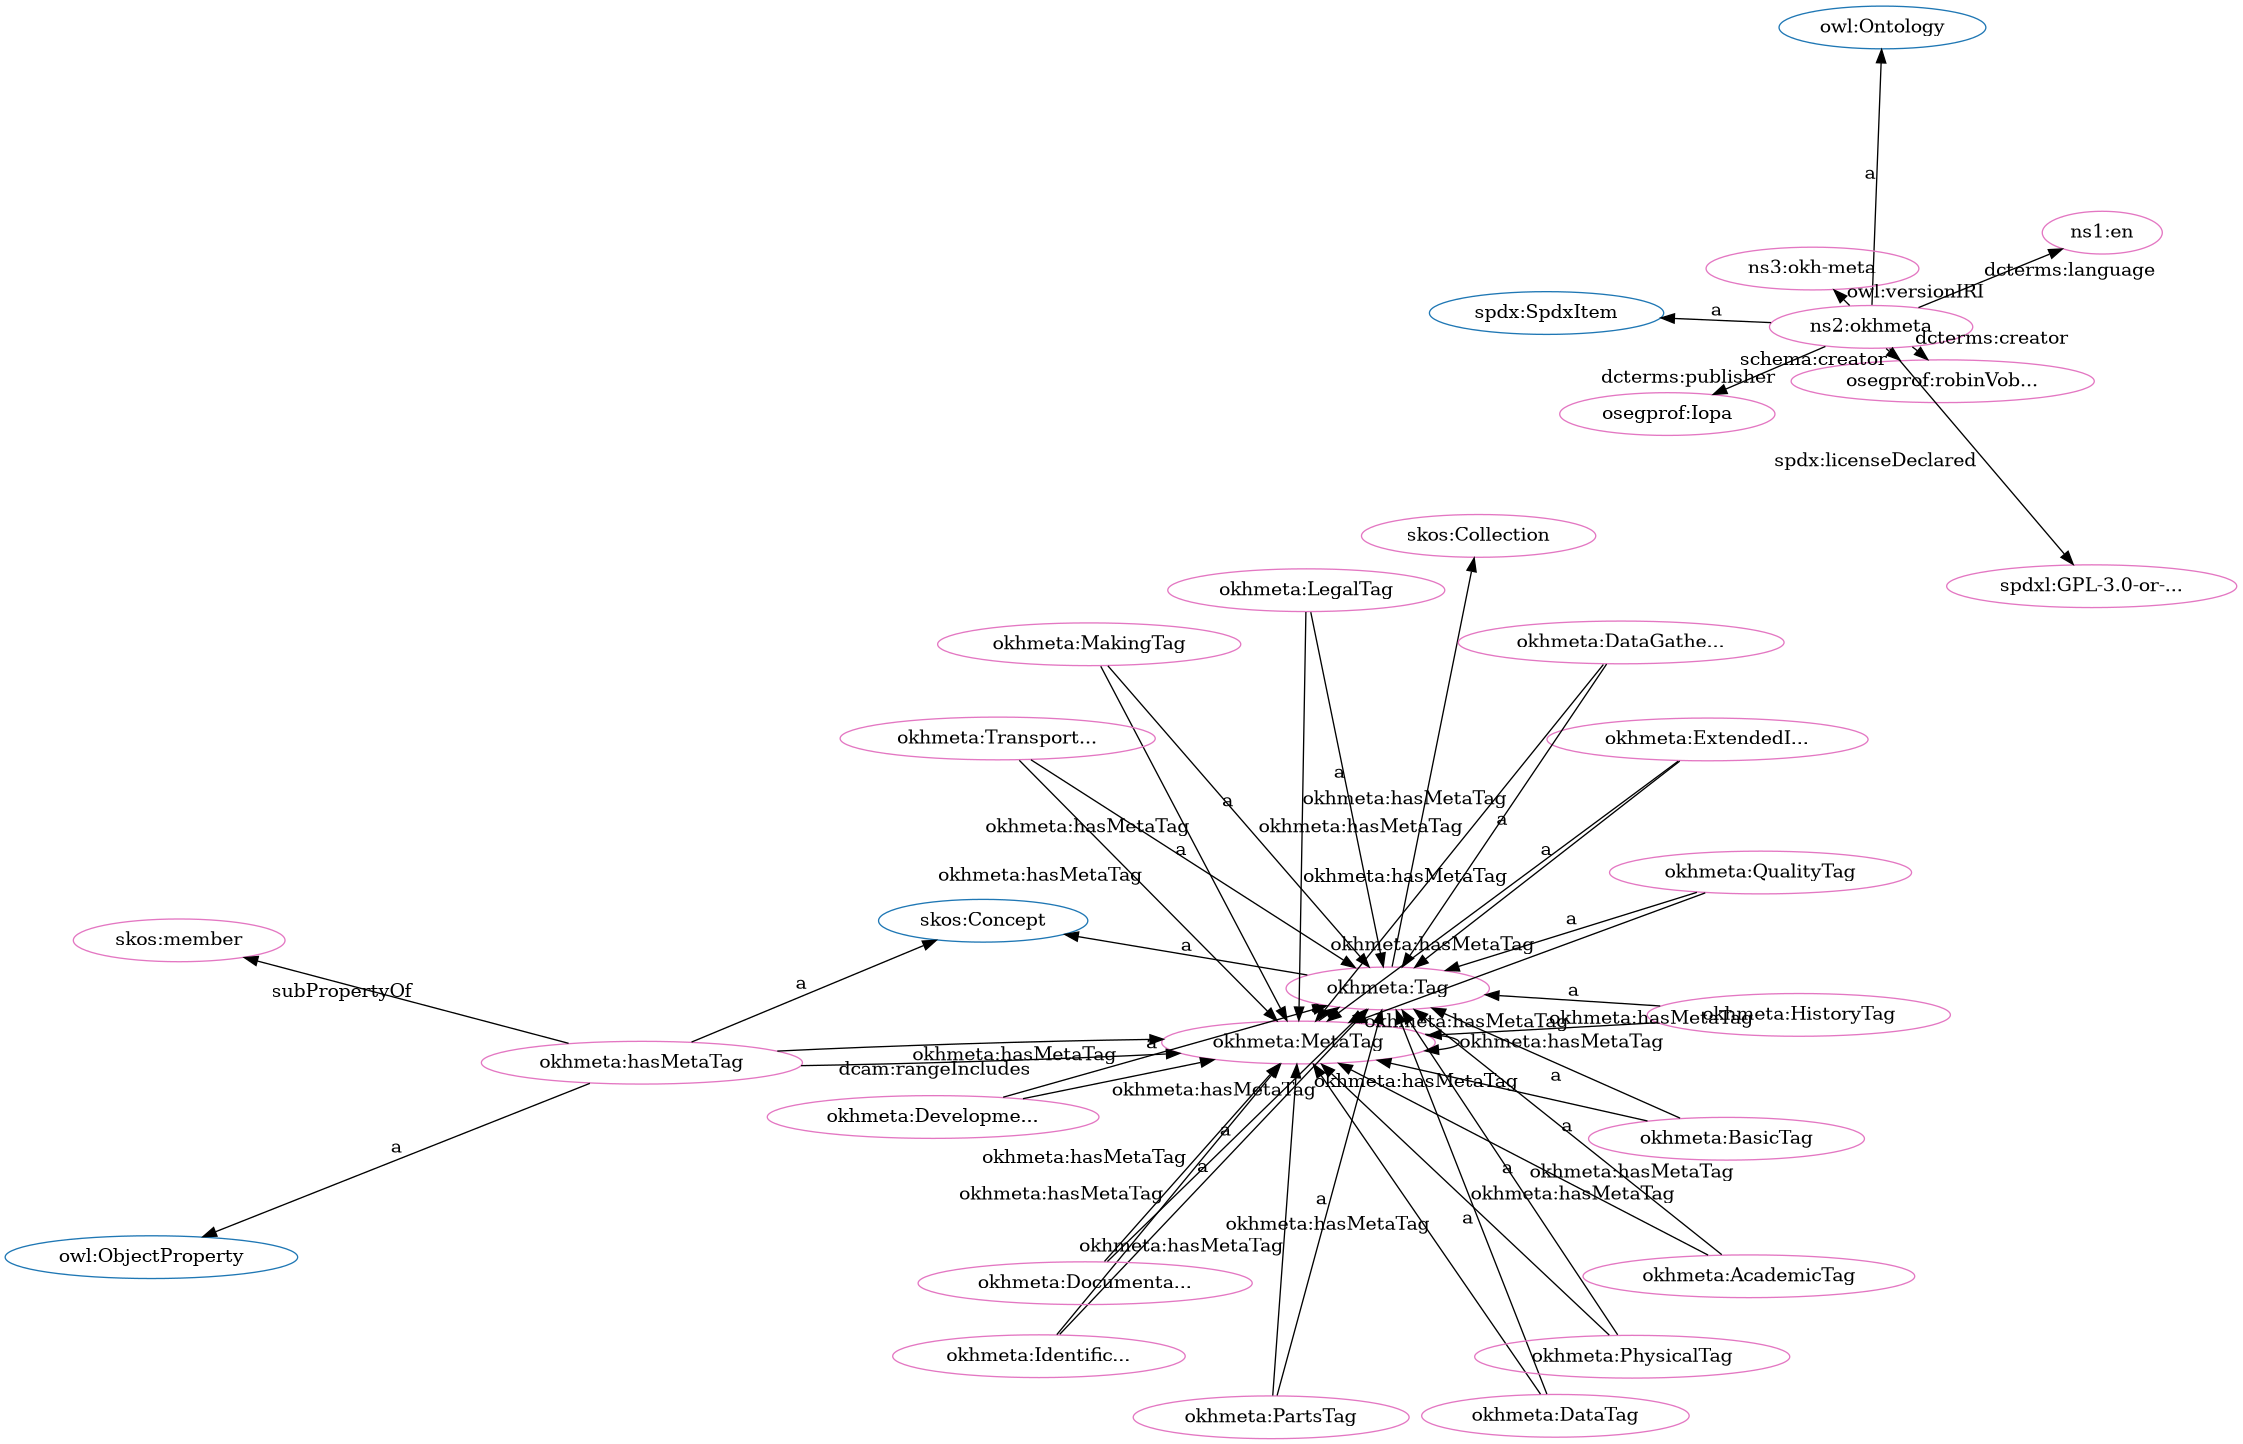 owl:Ontology
a
ns1:en
ns3:okh-meta
dcterms:language
owl:versionIRI
spdx:SpdxItem
a
ns2:okhmeta
dcterms:creator
schema:creator
dcterms:publisher
osegprof:robinVob...
osegprof:Iopa
spdx:licenseDeclared
skos:Collection
okhmeta:LegalTag
spdxl:GPL-3.0-or-...
okhmeta:MakingTag
okhmeta:DataGathe...
okhmeta:Transport...
okhmeta:ExtendedI...
a
okhmeta:hasMetaTag
a
a
okhmeta:hasMetaTag
okhmeta:hasMetaTag
a
a
okhmeta:hasMetaTag
okhmeta:hasMetaTag
okhmeta:QualityTag
skos:Concept
a
skos:member
a
okhmeta:hasMetaTag
a
subPropertyOf
okhmeta:Tag
a
okhmeta:HistoryTag
okhmeta:hasMetaTag
okhmeta:hasMetaTag
okhmeta:MetaTag
a
okhmeta:hasMetaTag
okhmeta:hasMetaTag
okhmeta:hasMetaTag
dcam:rangeIncludes
okhmeta:hasMetaTag
okhmeta:hasMetaTag
a
okhmeta:Developme...
a
a
okhmeta:BasicTag
a
okhmeta:hasMetaTag
a
a
okhmeta:hasMetaTag
okhmeta:hasMetaTag
okhmeta:hasMetaTag
a
a
okhmeta:hasMetaTag
okhmeta:hasMetaTag
owl:ObjectProperty
okhmeta:Documenta...
okhmeta:AcademicTag
okhmeta:Identific...
okhmeta:PhysicalTag
okhmeta:PartsTag
okhmeta:DataTag